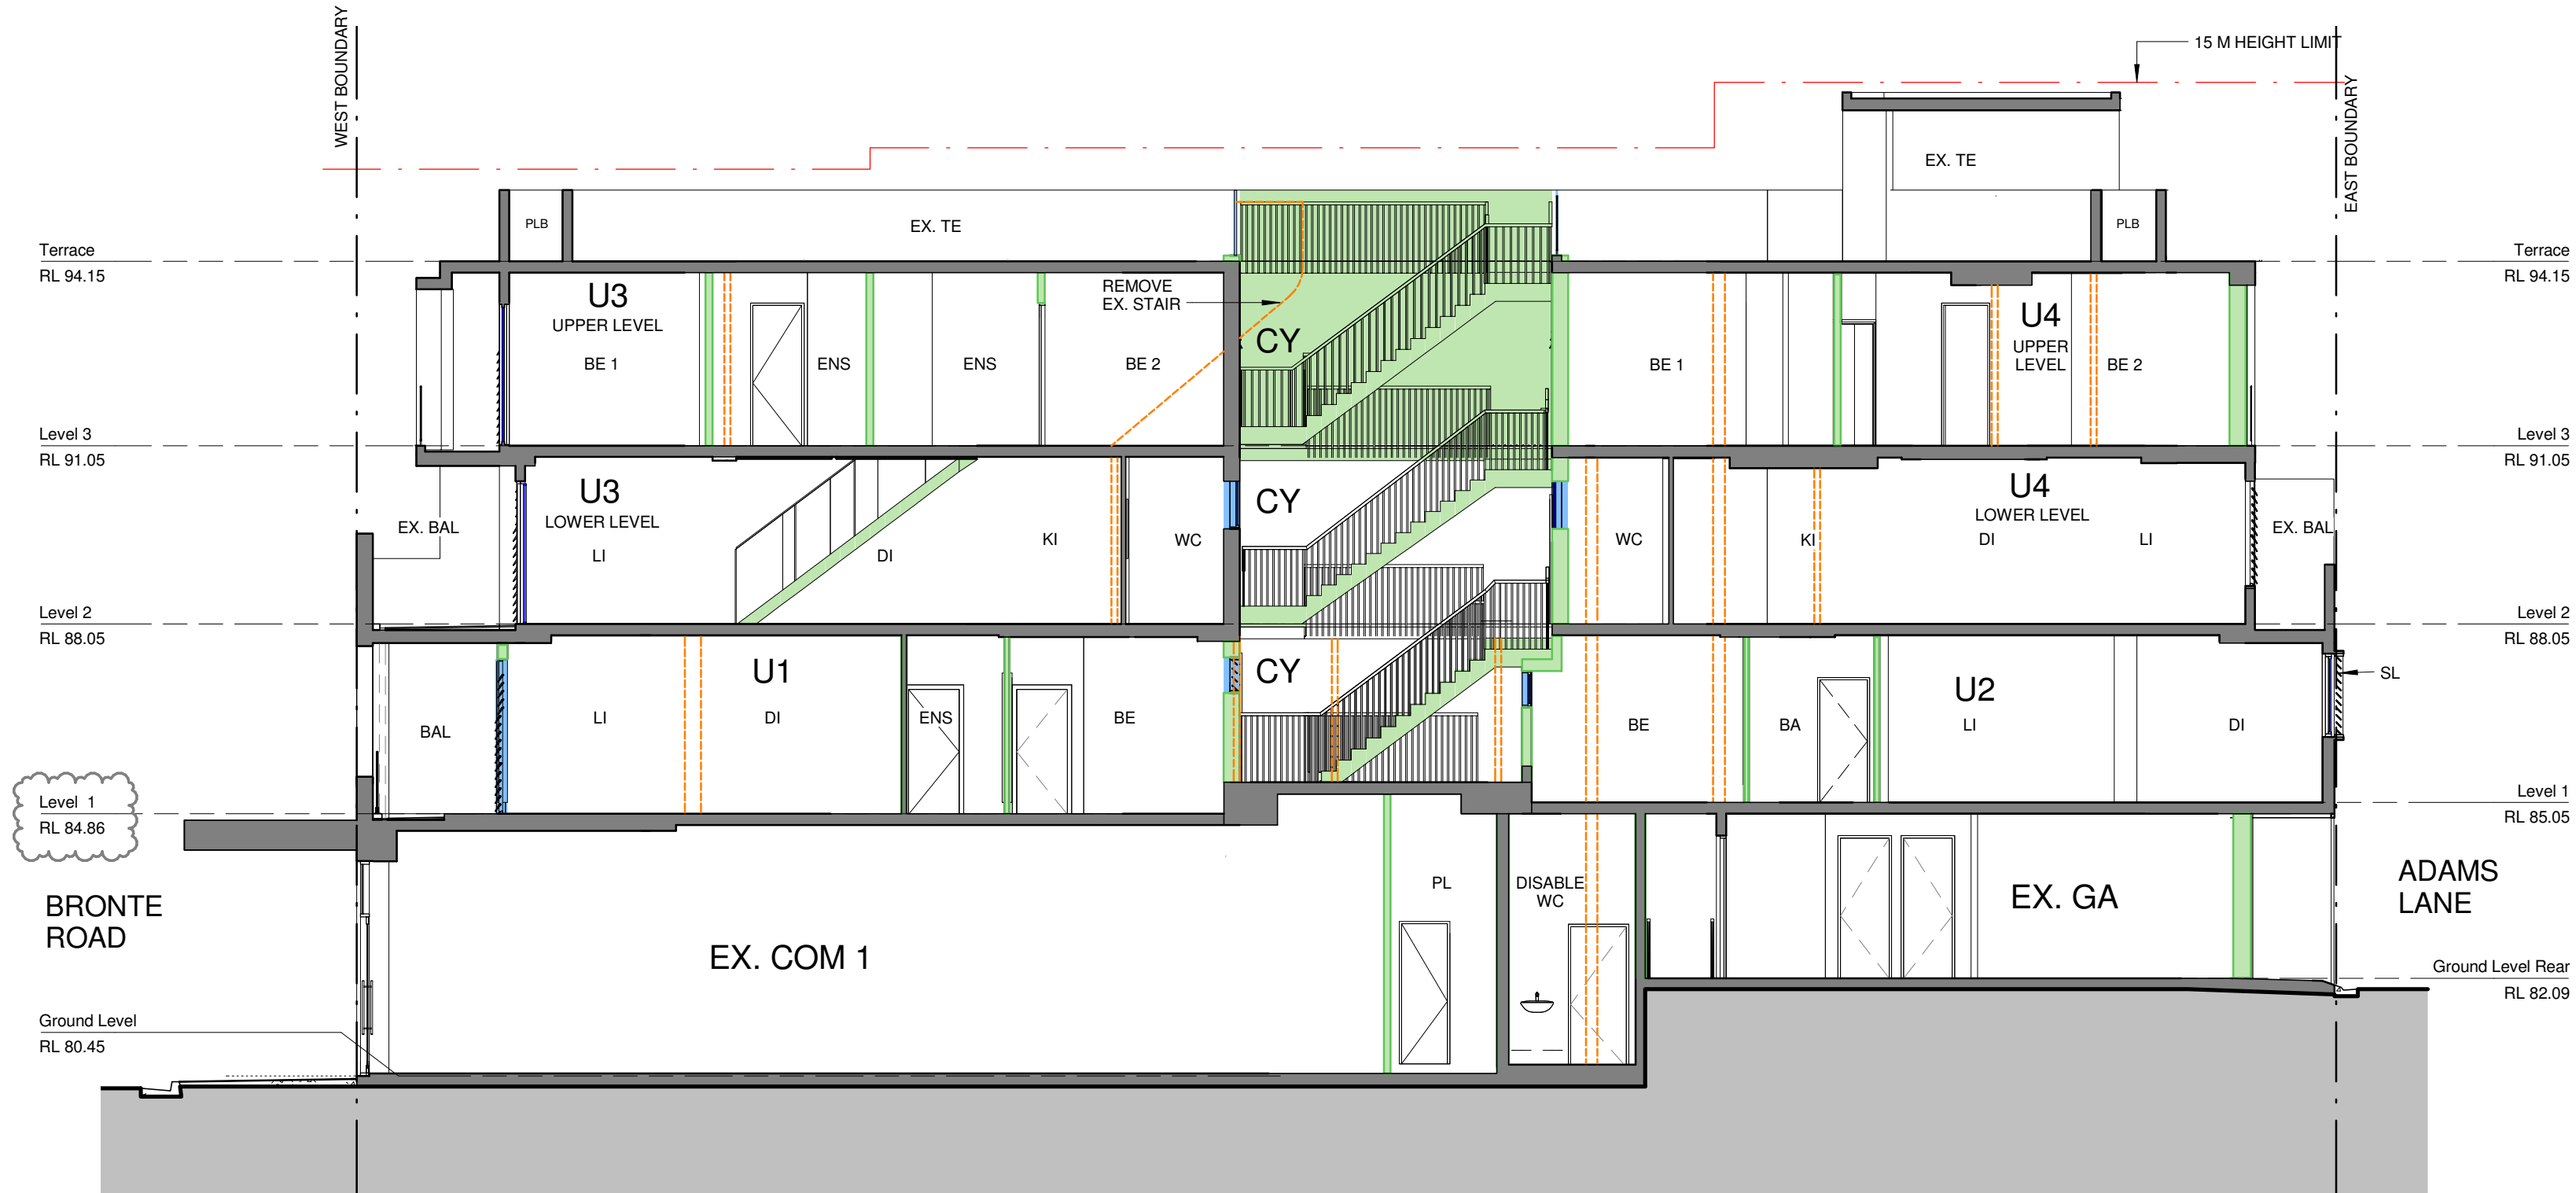 WEST BOUNDARY
15 M HEIGHT LIMIT
EAST BOUNDARY
EX. TE
PLB
EX. TE
PLB
Terrace
RL 94.15
Terrace
RL 94.15
U3
UPPER LEVEL
BE 1
ENS
ENS
BE 2
REMOVE
EX. STAIR
CY
BE 1
U4
UPPER
LEVEL
BE 2
Level 3
RL 91.05
Level 3
RL 91.05
EX. BAL
U3
LOWER LEVEL
LI
DI
KI
WC
CY
WC
KI
U4
LOWER LEVEL
DI
LI
EX. BAL
Level 2
RL 88.05
Level 2
RL 88.05
BAL
LI
U1
DI
ENS
BE
CY
BE
BA
U2
LI
DI
SL
Level 1
RL 84.86
Level 1
RL 85.05
BRONTE
ROAD
EX. COM 1
PL
DISABLE
WC
EX. GA
ADAMS
LANE
Ground Level
RL 80.45
Ground Level Rear
RL 82.09